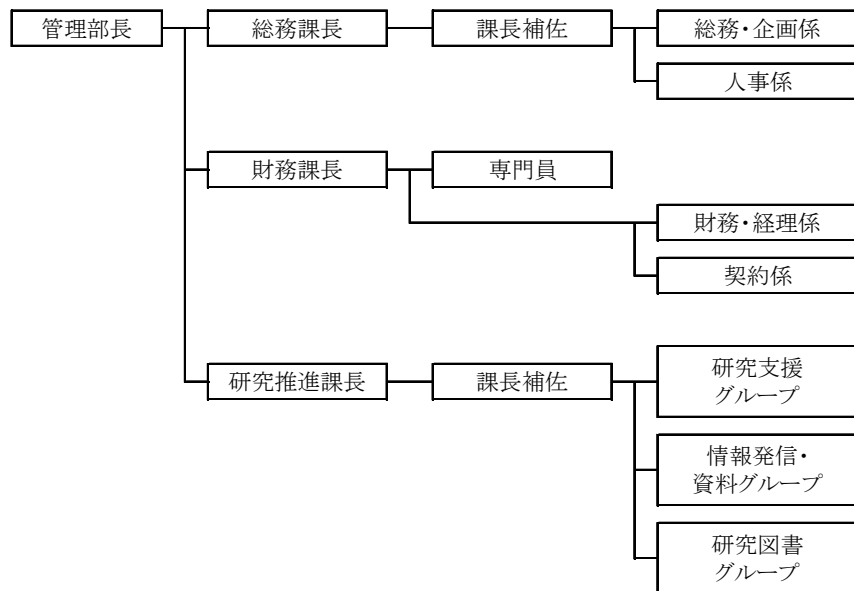 管理部長
総務課長
課長補佐
総務・企画係
人事係
財務課長
専門員
財務・経理係
契約係
研究推進課長
課長補佐
研究支援
グループ
情報発信・
資料グループ
研究図書
グループ